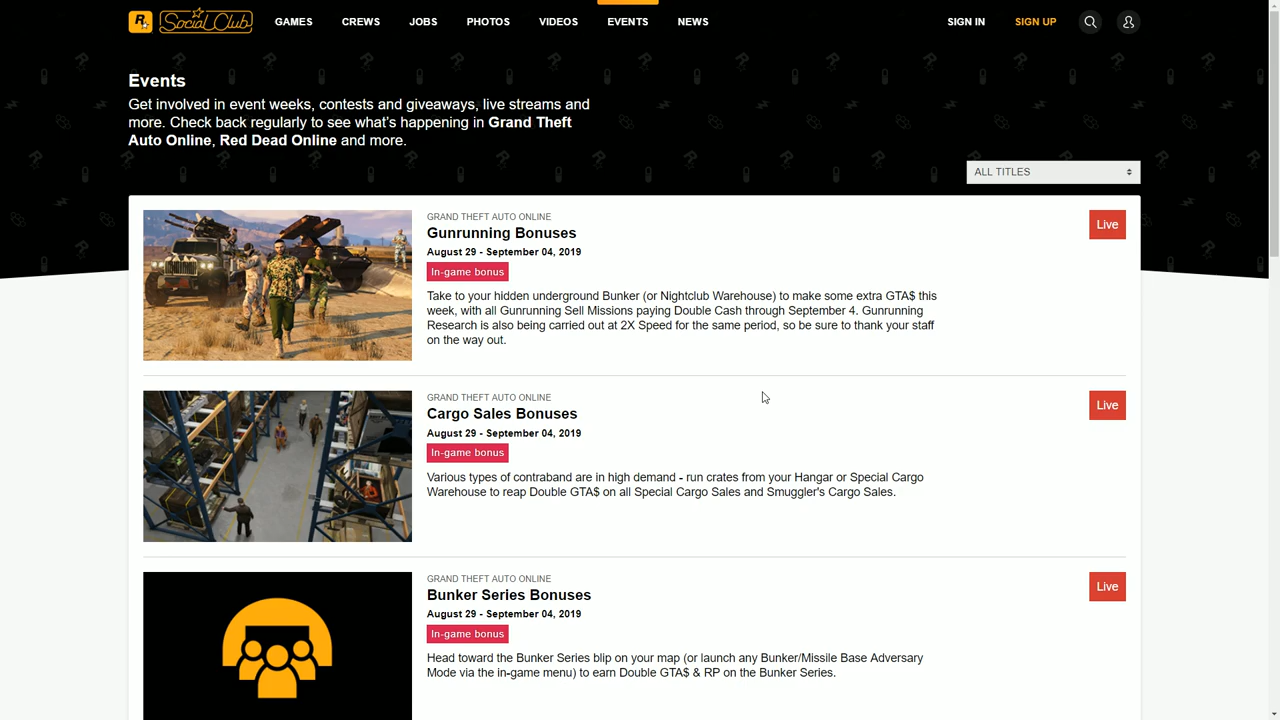 R★ Social Club GAMES CREWS JOBS PHOTOS VIDEOS EVENTS NEWS SIGN IN SIGN UP
Events
Get involved in event weeks, contests and giveaways, live streams and
more. Check back regularly to see what's happening in Grand Theft
Auto Online, Red Dead Online and more.
ALL TITLES
GRAND THEFT AUTO ONLINE
Gunrunning Bonuses
Live
August 29 - September 04, 2019
In-game bonus
Take to your hidden underground Bunker (or Nightclub Warehouse) to make some extra GTA$ this
week, with all Gunrunning Sell Missions paying Double Cash through September 4. Gunrunning
Research is also being carried out at 2X Speed for the same period, so be sure to thank your staff
on the way out.
GRAND THEFT AUTO ONLINE
Cargo Sales Bonuses
Live
August 29 - September 04, 2019
In-game bonus
Various types of contraband are in high demand - run crates from your Hangar or Special Cargo
Warehouse to reap Double GTA$ on all Special Cargo Sales and Smuggler's Cargo Sales.
GRAND THEFT AUTO ONLINE
Bunker Series Bonuses
Live
August 29 - September 04, 2019
In-game bonus
Head toward the Bunker Series blip on your map (or launch any Bunker/Missile Base Adversary
Mode via the in-game menu) to earn Double GTA$ & RP on the Bunker Series.